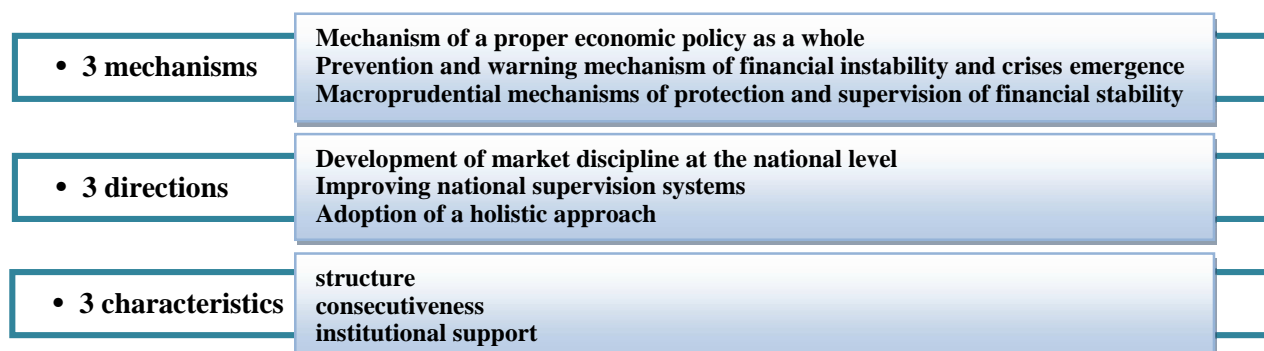 • 3 mechanisms
Mechanism of a proper economic policy as a whole
Prevention and warning mechanism of financial instability and crises emergence
Macroprudential mechanisms of protection and supervision of financial stability
• 3 directions
Development of market discipline at the national level
Improving national supervision systems
Adoption of a holistic approach
• 3 characteristics
structure
consecutiveness
institutional support